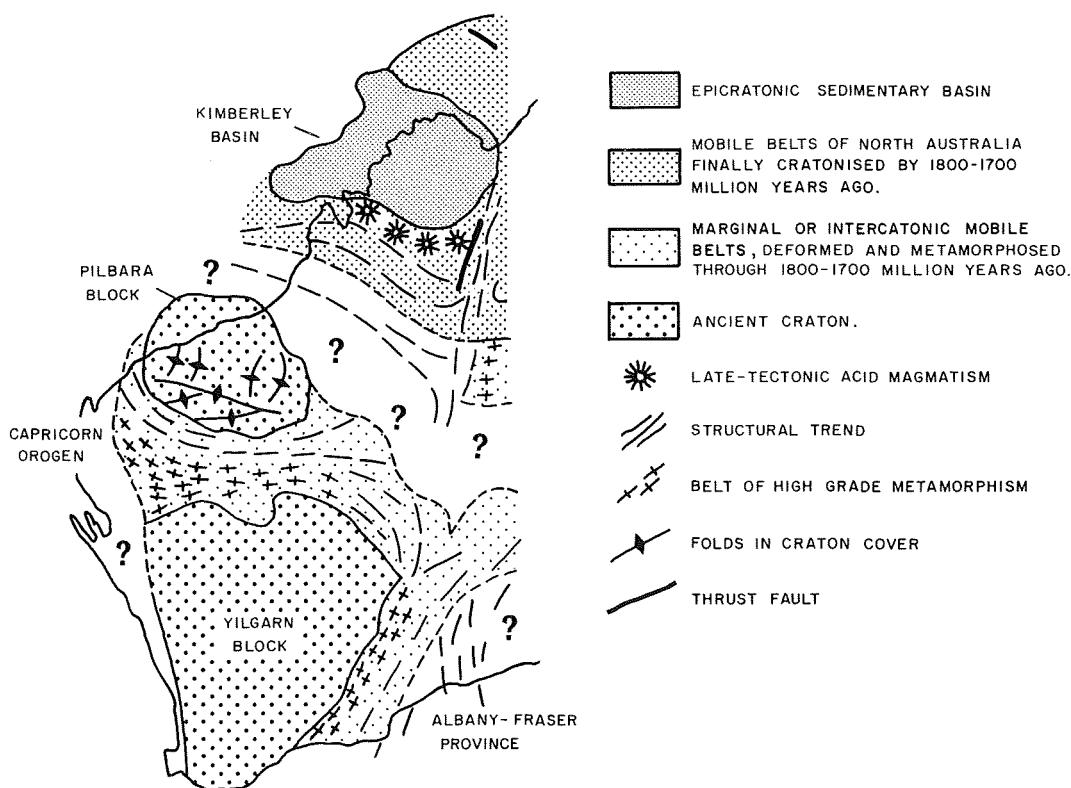 KIMBERLEY
BASIN
PILBARA
BLOCK
?
?
?
?
CAPRICORN
OROGEN
?
YILGARN
BLOCK
?
ALBANY-FRASER
PROVINCE
EPICRATONIC SEDIMENTARY BASIN
MOBILE BELTS OF NORTH AUSTRALIA
FINALLY CRATONISED BY 1800-1700
MILLION YEARS AGO.
MARGINAL OR INTERCATONIC MOBILE
BELTS, DEFORMED AND METAMORPHOSED
THROUGH 1800-1700 MILLION YEARS AGO.
ANCIENT CRATON.
LATE-TECTONIC ACID MAGMATISM
STRUCTURAL TREND
BELT OF HIGH GRADE METAMORPHISM
FOLDS IN CRATON COVER
THRUST FAULT